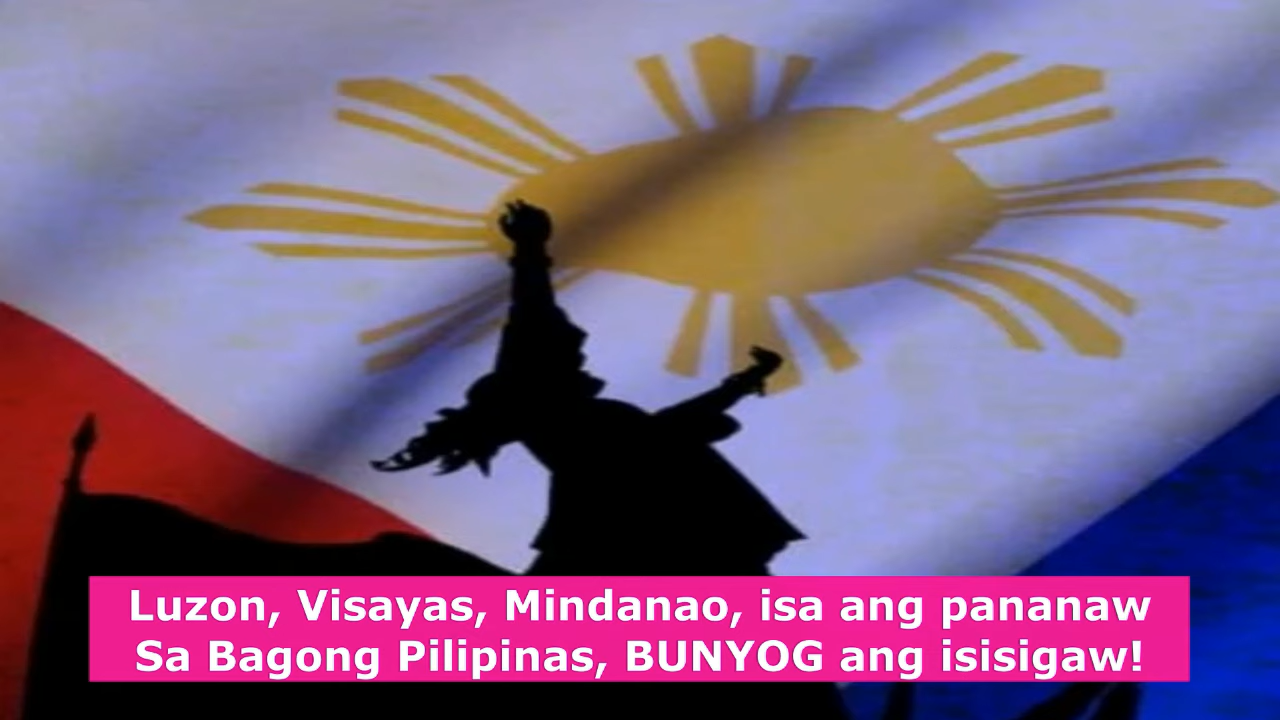 Luzon, Visayas, Mindanao, isa ang pananaw
Sa Bagong Pilipinas, BUNYOG ang isisigaw!